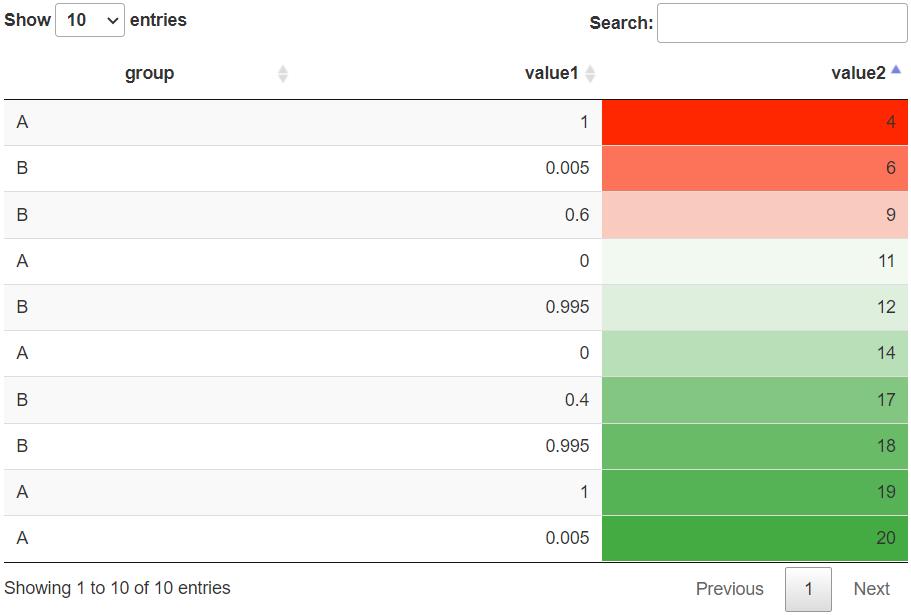 Show 10 entries Search:
group value1 value2
A 1 4
B 0.005 6
B 0.6 9
A 0 11
B 0.995 12
A 0 14
B 0.4 17
B 0.995 18
A 1 19
A 0.005 20
Showing 1 to 10 of 10 entries Previous 1 Next